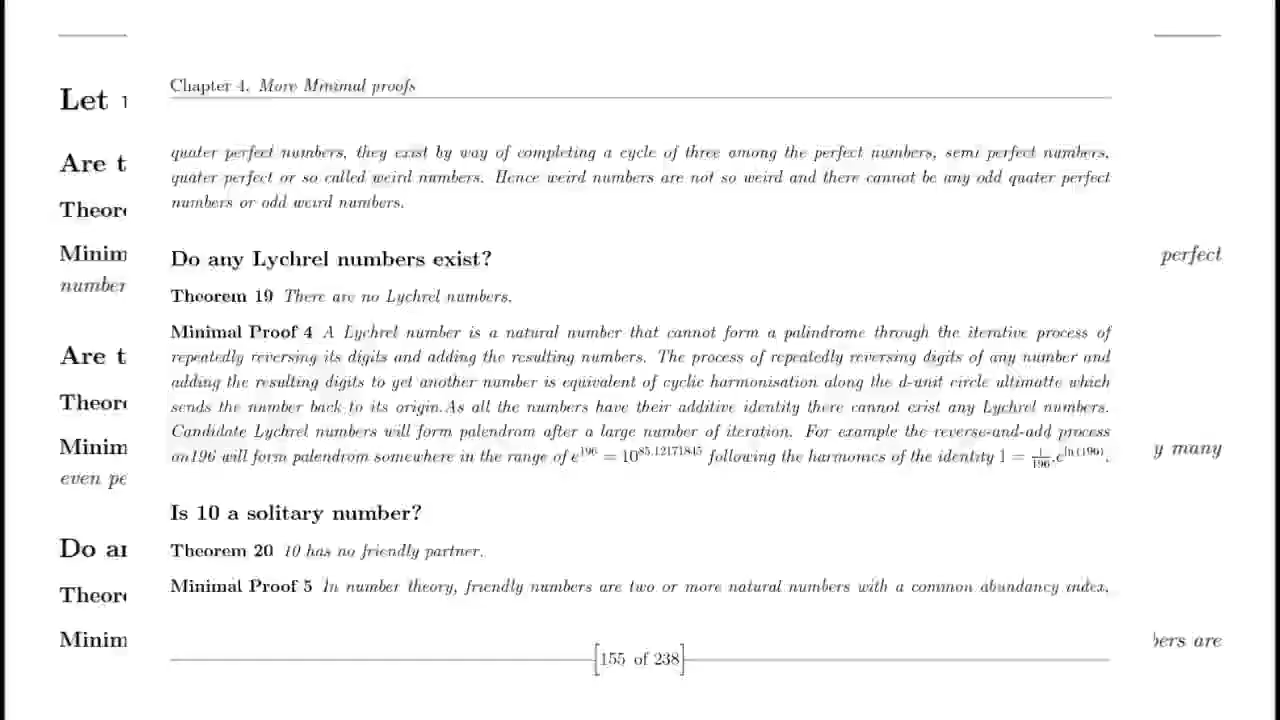 Let
Are t
Theore
Minim
number
Are t
Theore
Minim
even pe
Do an
Theore
Minim
Chapter 4. More Minimal proofs
quater perfect numbers, they exist by way of completing a cycle of three among the perfect numbers, semi perfect numbers,
quater perfect or so called weird numbers. Hence weird numbers are not so weird and there cannot be any odd quater perfect
numbers or odd weird numbers.
Do any Lychrel numbers exist?
Theorem 19 There are no Lychrel numbers.
Minimal Proof 4 A Lychrel number is a natural number that cannot form a palindrome through the iterative process of
repeatedly reversing its digits and adding the resulting numbers. The process of repeatedly reversing digits of any number and
adding the resulting digits to yet another number is equivalent of cyclic harmonisation along the d-unit circle ultimatte which
sends the number back to its origin.As all the numbers have their additive identity there cannot exist any Lychrel numbers.
Candidate Lychrel numbers will form palendrom after a large number of iteration. For example the reverse-and-add process
on196 will form palendrom somewhere in the range of e^196 = 10^85.12171845 following the harmonics of the identity 1 = 1/196.e^ln(196).
Is 10 a solitary number?
Theorem 20 10 has no friendly partner.
Minimal Proof 5 In number theory, friendly numbers are two or more natural numbers with a common abundancy index,
[155 of 238]
perfect
y many
bers are